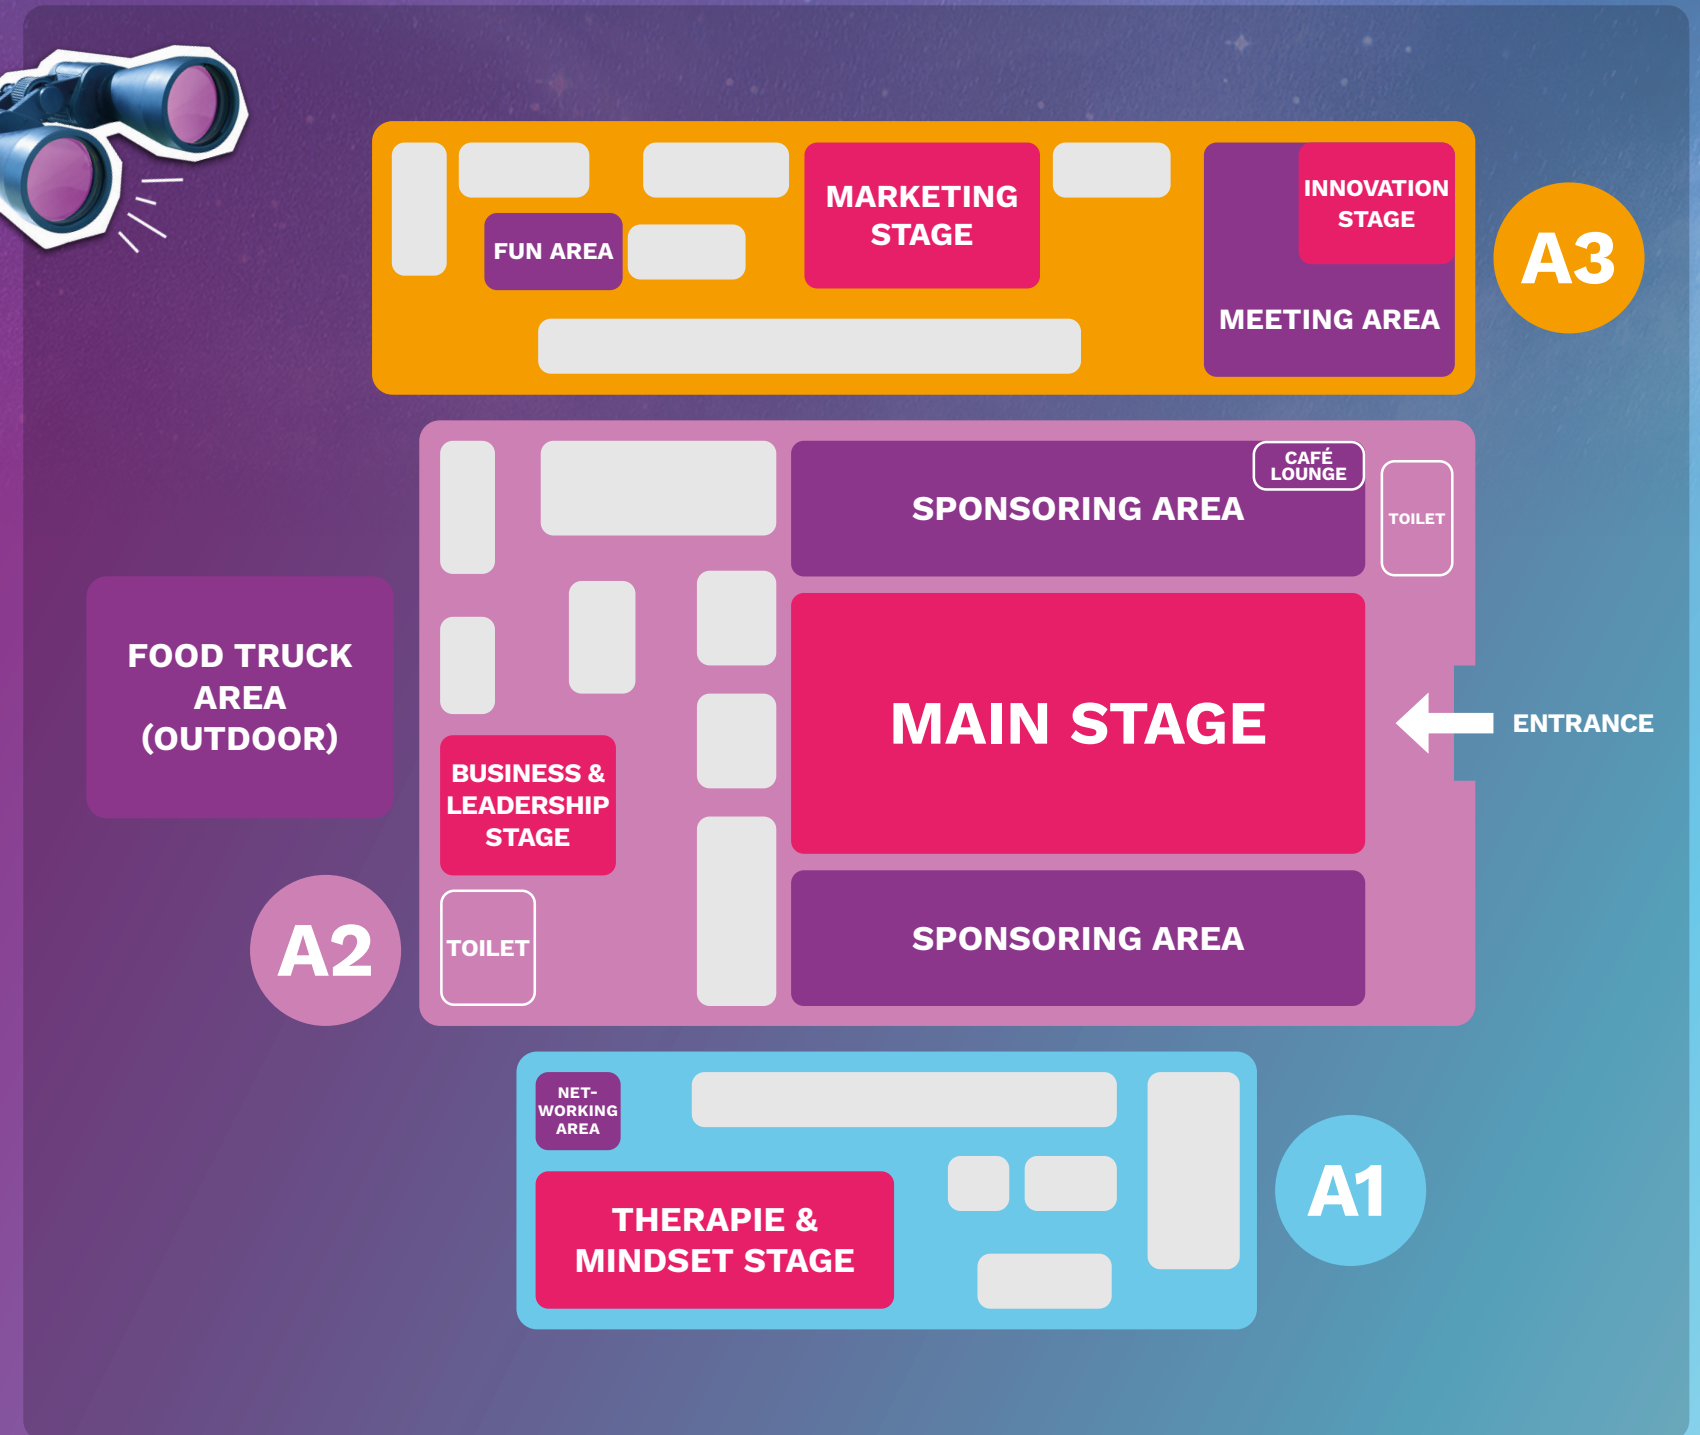 MARKETING
STAGE
INNOVATION
STAGE
FUN AREA
MEETING AREA
A3
CAFÉ
LOUNGE
SPONSORING AREA
TOILET
FOOD TRUCK
AREA
(OUTDOOR)
MAIN STAGE
ENTRANCE
BUSINESS &
LEADERSHIP
STAGE
A2
TOILET
SPONSORING AREA
NET-
WORKING
AREA
THERAPIE &
MINDSET STAGE
A1